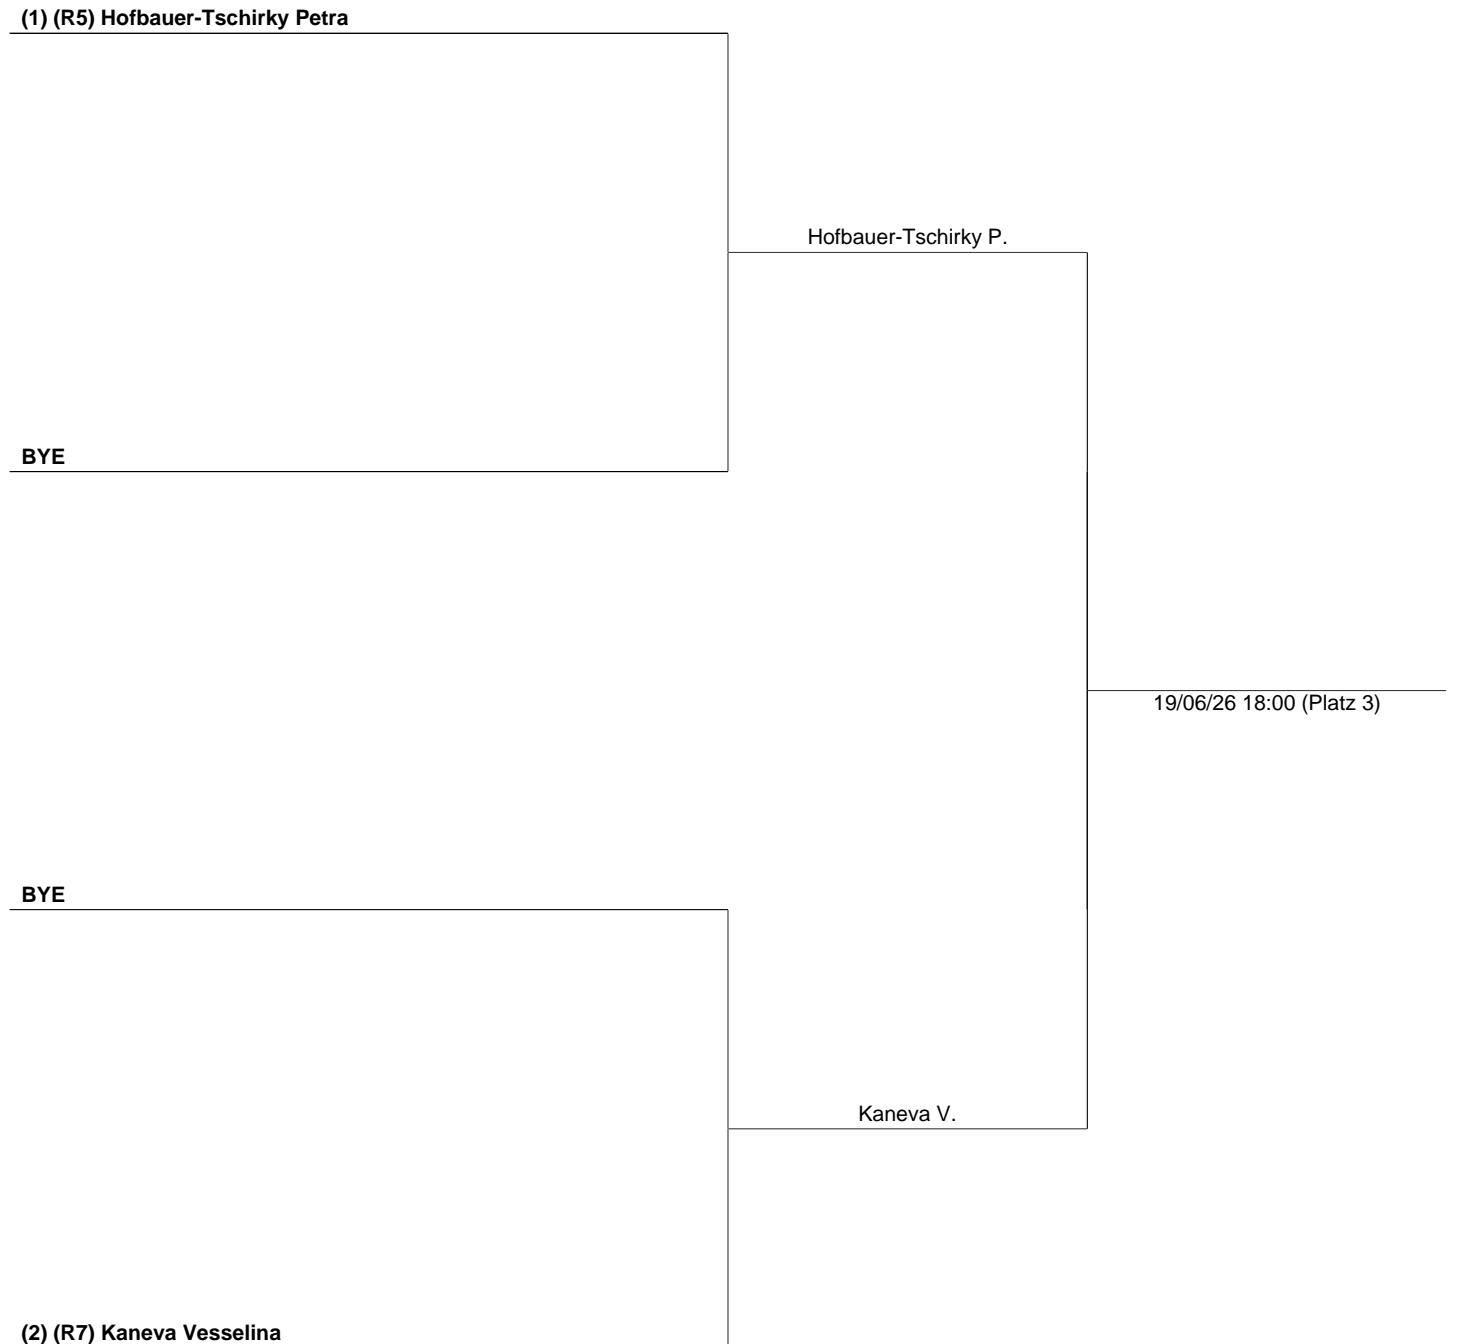 (1) (R5) Hofbauer-Tschirky Petra
Hofbauer-Tschirky P.
BYE
19/06/26 18:00 (Platz 3)
BYE
Kaneva V.
(2) (R7) Kaneva Vesselina